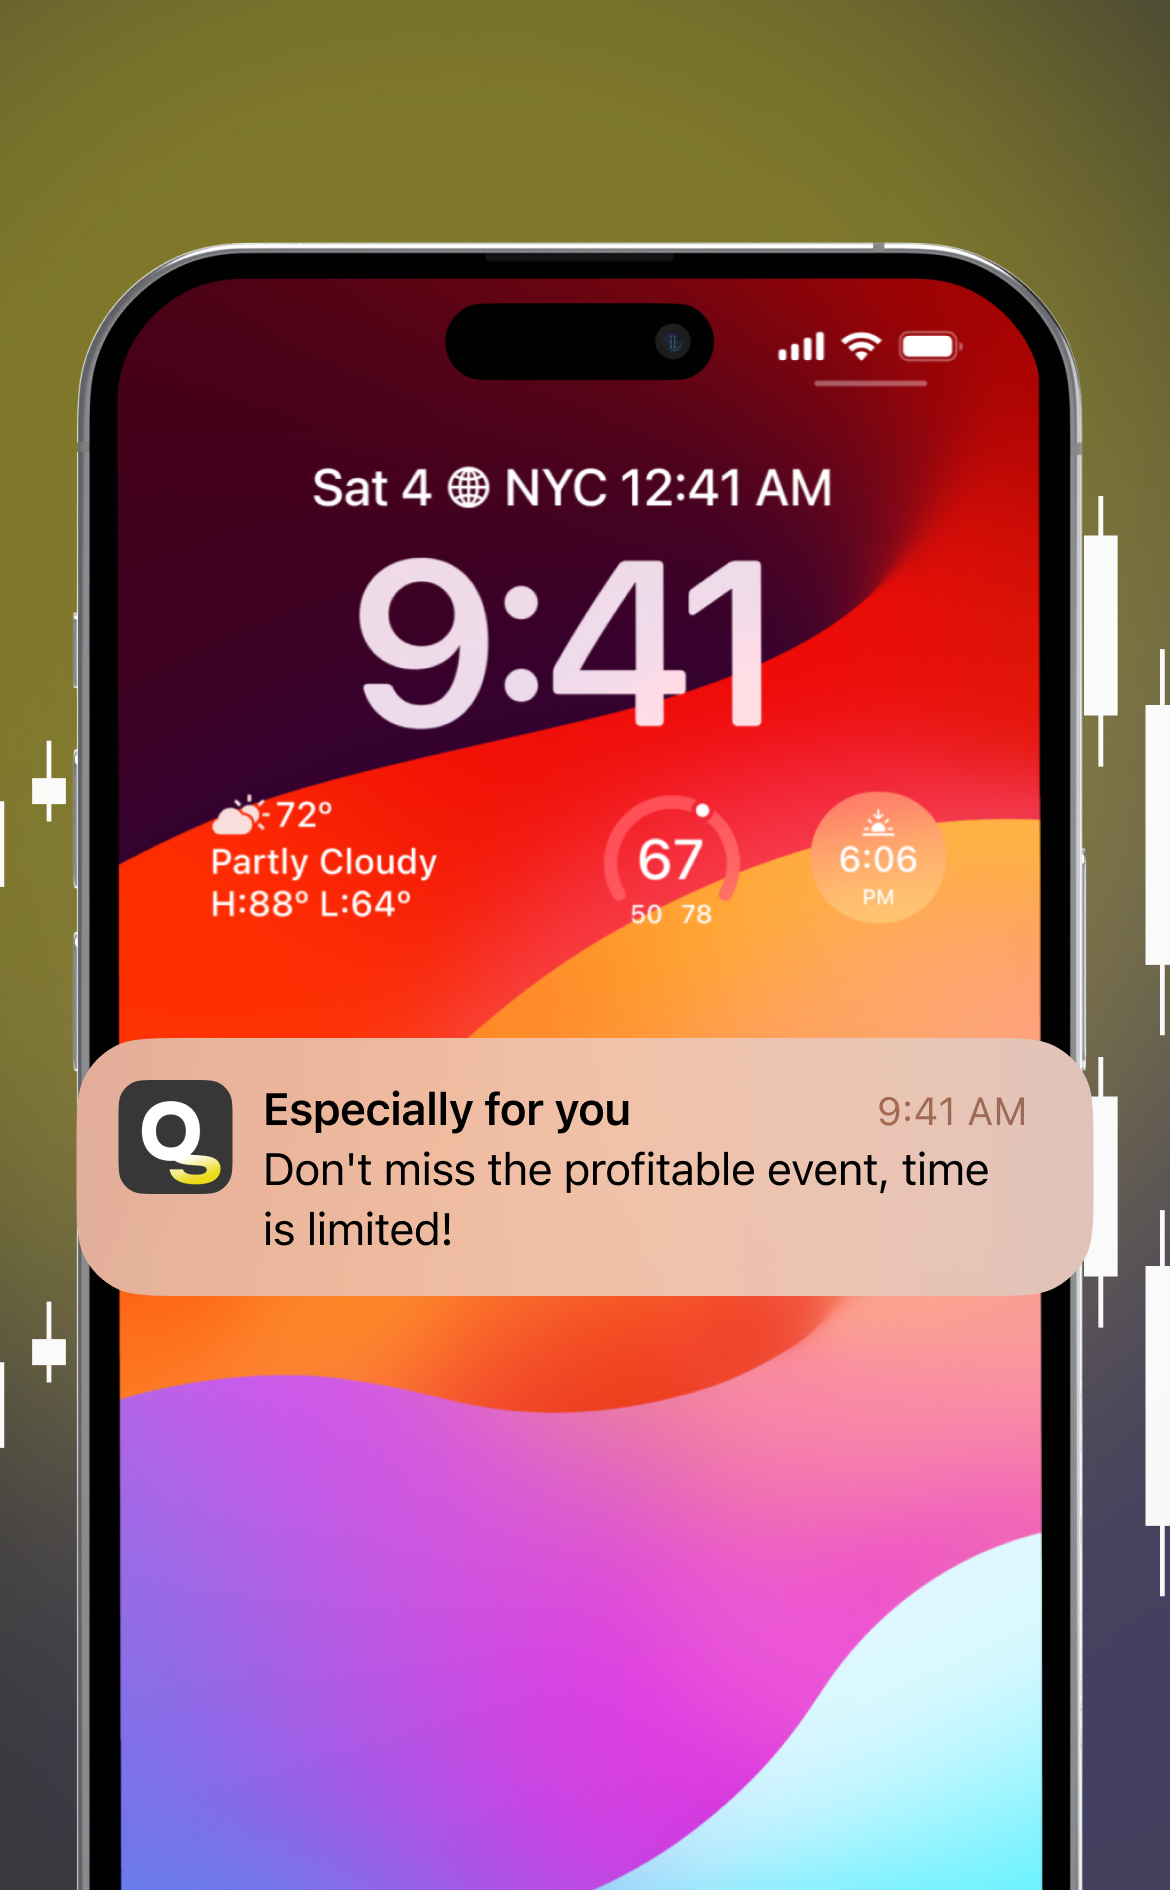 Sat 4 NYC 12:41 AM
9:41
72°
Partly Cloudy
H:88° L:64°
67
50 78
6:06
PM
QS
Especially for you
9:41 AM
Don't miss the profitable event, time
is limited!